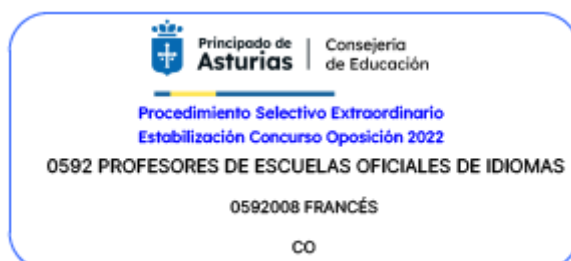 Principado de
Asturias
Consejería
de Educación
Procedimiento Selectivo Extraordinario
Estabilización Concurso Oposición 2022
0592 PROFESORES DE ESCUELAS OFICIALES DE IDIOMAS
0592008 FRANCÉS
CO